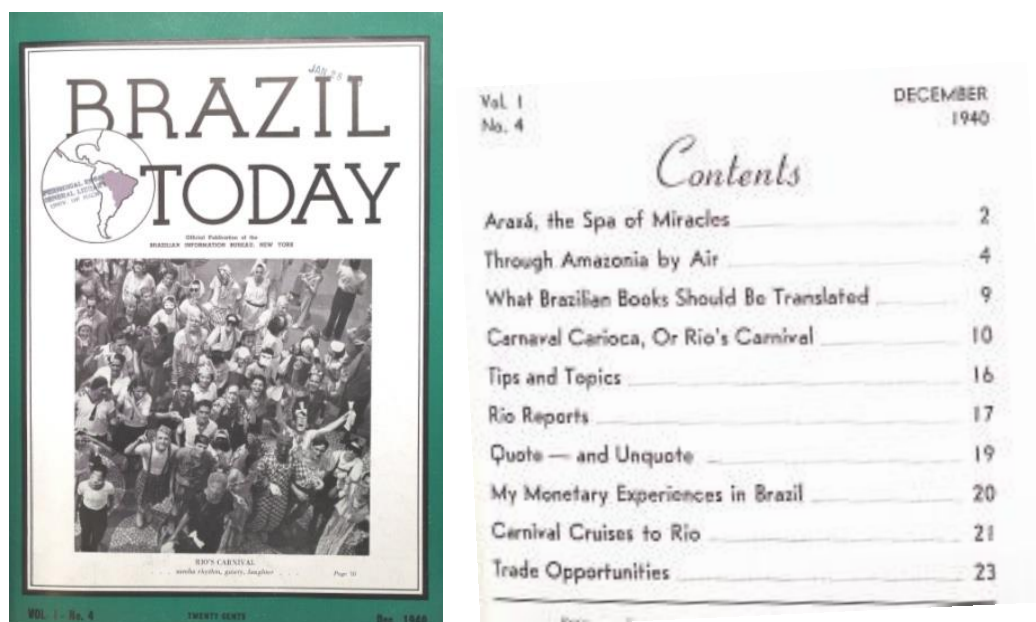 JAN 28
BRAZIL
TODAY
GENERAL LIBRARY
Official Publication of the
BRAZILIAN INFORMATION BUREAU, NEW YORK
RIO'S CARNIVAL
. . . samba rhythm, gaiety, laughter . . . Page 10
VOL. I - No. 4 TWENTY CENTS Dec. 1940
Vol. I
No. 4
DECEMBER
1940
Contents
Araxá, the Spa of Miracles 2
Through Amazonia by Air 4
What Brazilian Books Should Be Translated 9
Carnaval Carioca, Or Rio's Carnival 10
Tips and Topics 16
Rio Reports 17
Quote — and Unquote 19
My Monetary Experiences in Brazil 20
Carnival Cruises to Rio 21
Trade Opportunities 23